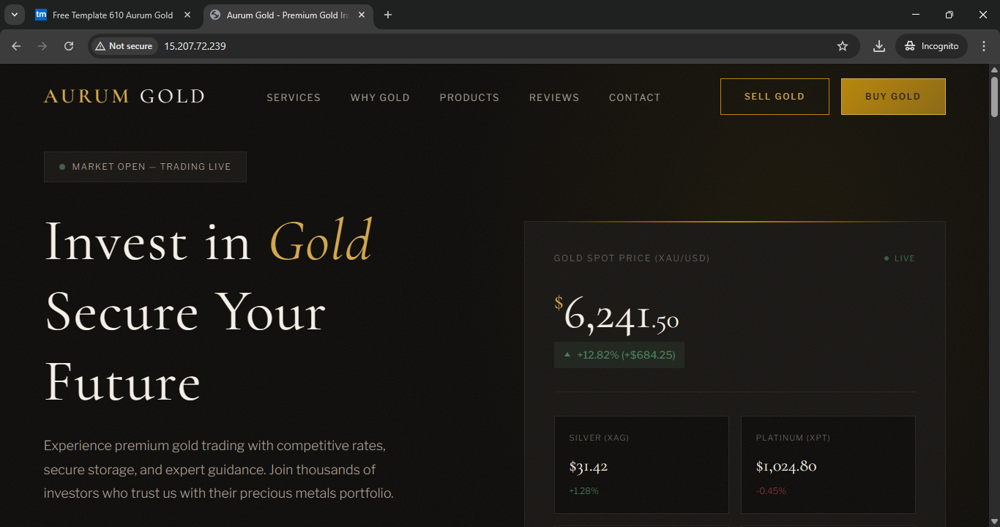 tm Free Template 610 Aurum Gold
Aurum Gold - Premium Gold In
Not secure 15.207.72.239
Incognito
AURUM GOLD
SERVICES WHY GOLD PRODUCTS REVIEWS CONTACT
SELL GOLD BUY GOLD
MARKET OPEN — TRADING LIVE
Invest in Gold
Secure Your
Future
Experience premium gold trading with competitive rates,
secure storage, and expert guidance. Join thousands of
investors who trust us with their precious metals portfolio.
GOLD SPOT PRICE (XAU/USD) LIVE
$6,241.50
+12.82% (+$684.25)
SILVER (XAG)
$31.42
+1.28%
PLATINUM (XPT)
$1,024.80
-0.45%